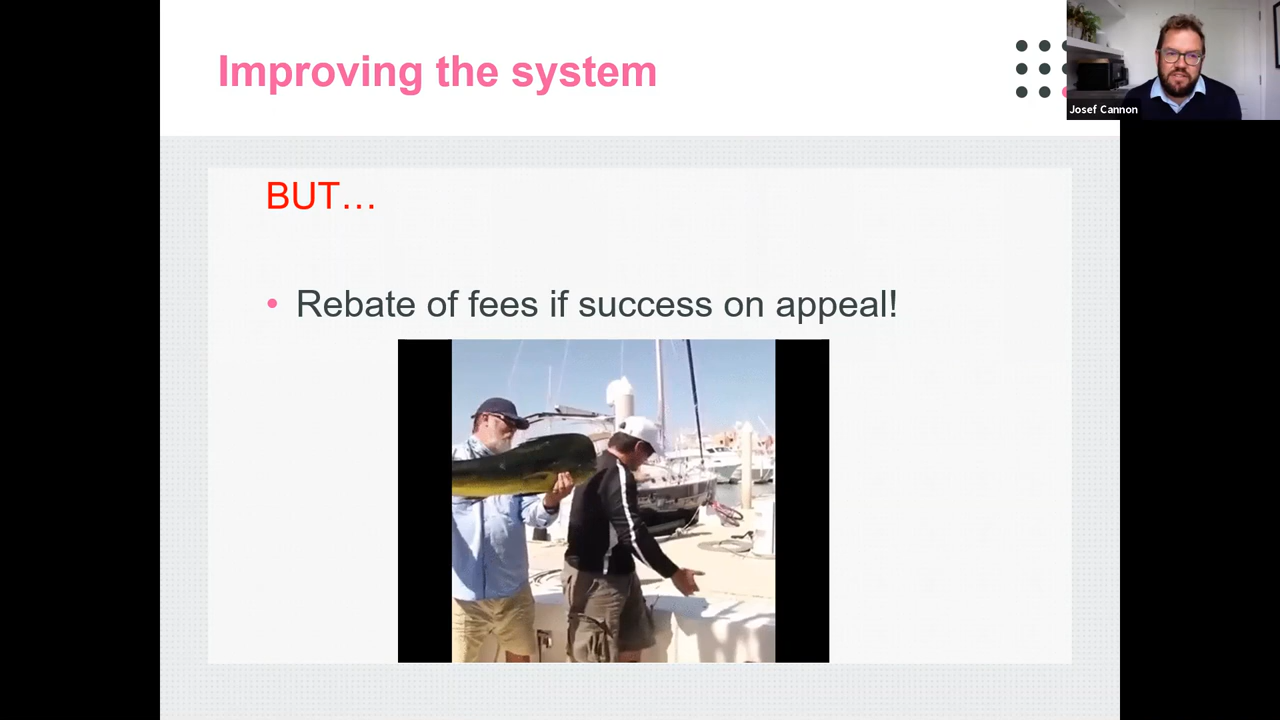 Improving the system
Josef Cannon
BUT…
• Rebate of fees if success on appeal!